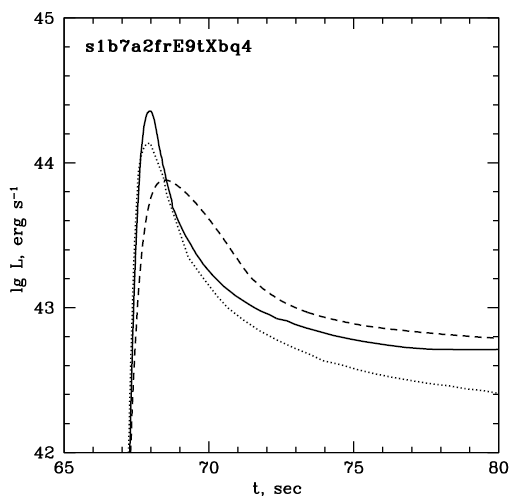 45
s1b7a2frE9tXbq4
44
lg L, erg s⁻¹
43
42
65 70 75 80
t, sec